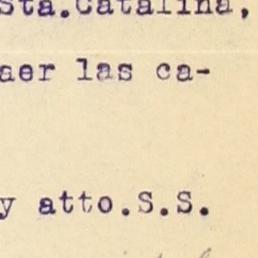 Sta.Catalina,
aer las ca-
y atto.S.S.